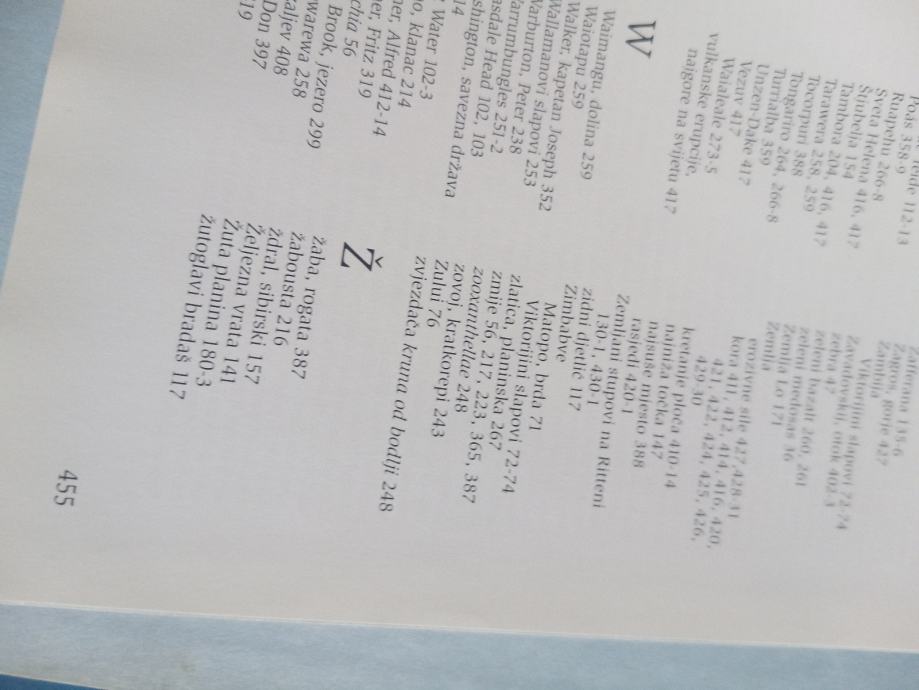 358-9
Ruapehu 266-8
Sveta Helena 416, 417
Štiubelja 164
Tambora 204, 416, 417
Tarawera 258, 259
Tocorpuri 388
Tongariro 264, 266-8
Turrialba 359
Unzen-Dake 417
Vezuv 417
Waialeale 273-5
vulkanske erupcije,
najgore na svijetu 417
W
Waimangu, dolina 259
Waiotapu 259
Walker, kapetan Joseph 352
Wallamanovi slapovi 253
Warburton, Peter 238
Warrumbungles 251-2
asdale Head 102, 103
shington, savezna država
14
Water 102-3
o, klanac 214
ner, Alfred 412-14
er, Fritz 319
chia 56
Brook, jezero 299
warewa 258
aljev 408
Don 397
19
115-6
Zagros, gorje 427
Zambija
Viktorijini slapovi 72-74
Zavadovskij, otok 402-3
zebra 47
zeleni bazalt 260, 261
zeleni medosas 36
Zemlja Lo 171
Zemlja
erozivne sile 427, 428-31
kora 411, 412, 414, 416, 420,
421, 422, 424, 425, 426,
429-30
kretanje ploča 410-14
najniža točka 147
najsuše mjesto 388
rasjedi 420-1
Zemljani stupovi na Ritteni
130-1, 430-1
zidni djetlić 117
Zimbabve
Matopo, brda 71
Viktorijini slapovi 72-74
zlatica, planinska 267
zmije 56, 217, 223, 365, 387
zooxanthellae 248
zovoj, kratkorepi 243
Zului 76
zvjezdača kruna od bodlji 248
Ž
žaba, rogata 387
žabousta 216
ždral, sibirski 157
Željezna vrata 141
Žuta planina 180-3
žutoglavi bradaš 117
455